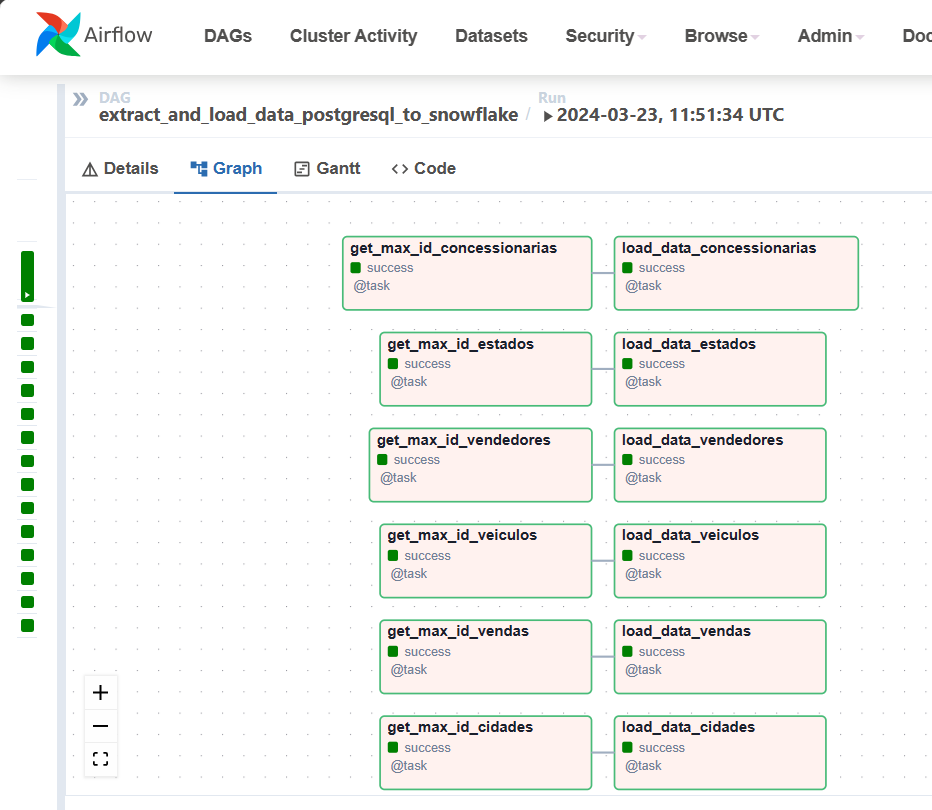 Airflow
DAGs Cluster Activity Datasets Security Browse Admin
DAG
extract_and_load_data_postgresql_to_snowflake / Run
2024-03-23, 11:51:34 UTC
Details Graph Gantt Code
get_max_id_concessionarias
success
@task
load_data_concessionarias
success
@task
get_max_id_estados
success
@task
load_data_estados
success
@task
get_max_id_vendedores
success
@task
load_data_vendedores
success
@task
get_max_id_veiculos
success
@task
load_data_veiculos
success
@task
get_max_id_vendas
success
@task
load_data_vendas
success
@task
get_max_id_cidades
success
@task
load_data_cidades
success
@task